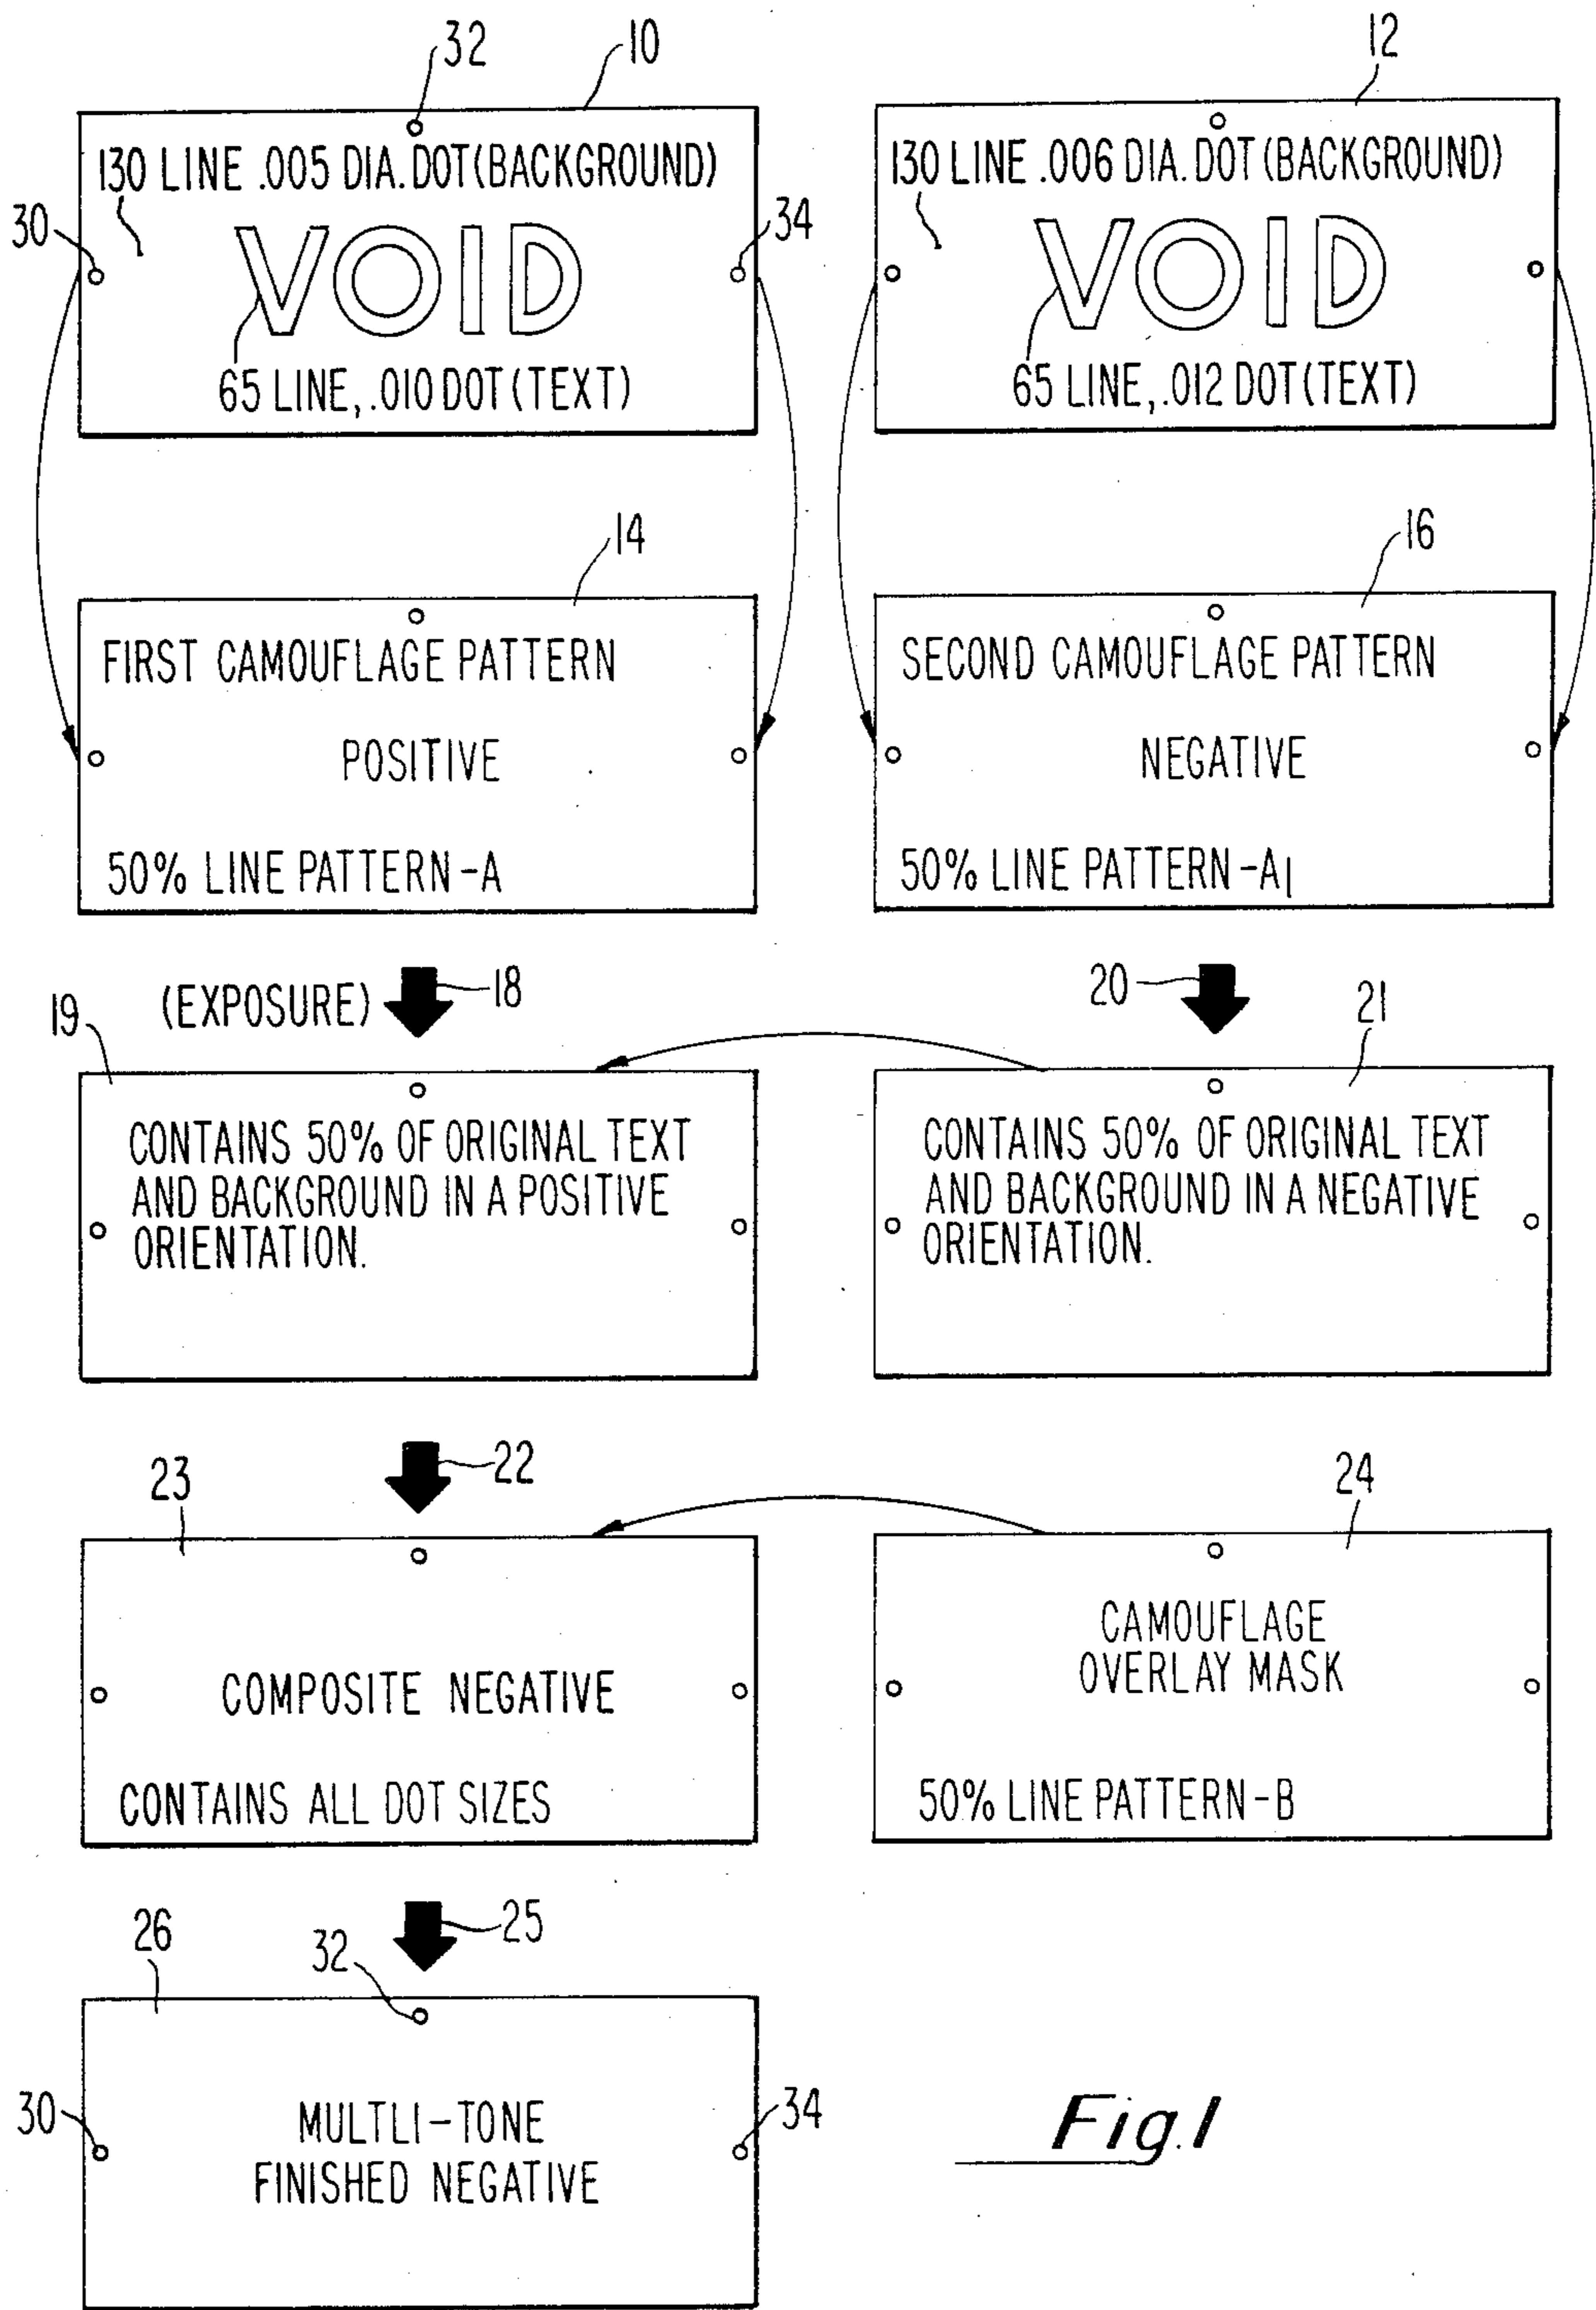 32
10
12
130 LINE .005 DIA. DOT (BACKGROUND)
30
34
VOID
65 LINE, .010 DOT (TEXT)
130 LINE .006 DIA. DOT (BACKGROUND)
VOID
65 LINE, .012 DOT (TEXT)
14
FIRST CAMOUFLAGE PATTERN
POSITIVE
50% LINE PATTERN-A
16
SECOND CAMOUFLAGE PATTERN
NEGATIVE
50% LINE PATTERN-A1
(EXPOSURE)
18
20
19
CONTAINS 50% OF ORIGINAL TEXT
AND BACKGROUND IN A POSITIVE
ORIENTATION.
21
CONTAINS 50% OF ORIGINAL TEXT
AND BACKGROUND IN A NEGATIVE
ORIENTATION.
22
23
COMPOSITE NEGATIVE
CONTAINS ALL DOT SIZES
24
CAMOUFLAGE
OVERLAY MASK
50% LINE PATTERN-B
25
26
32
30
34
MULTLI-TONE
FINISHED NEGATIVE
Fig.1